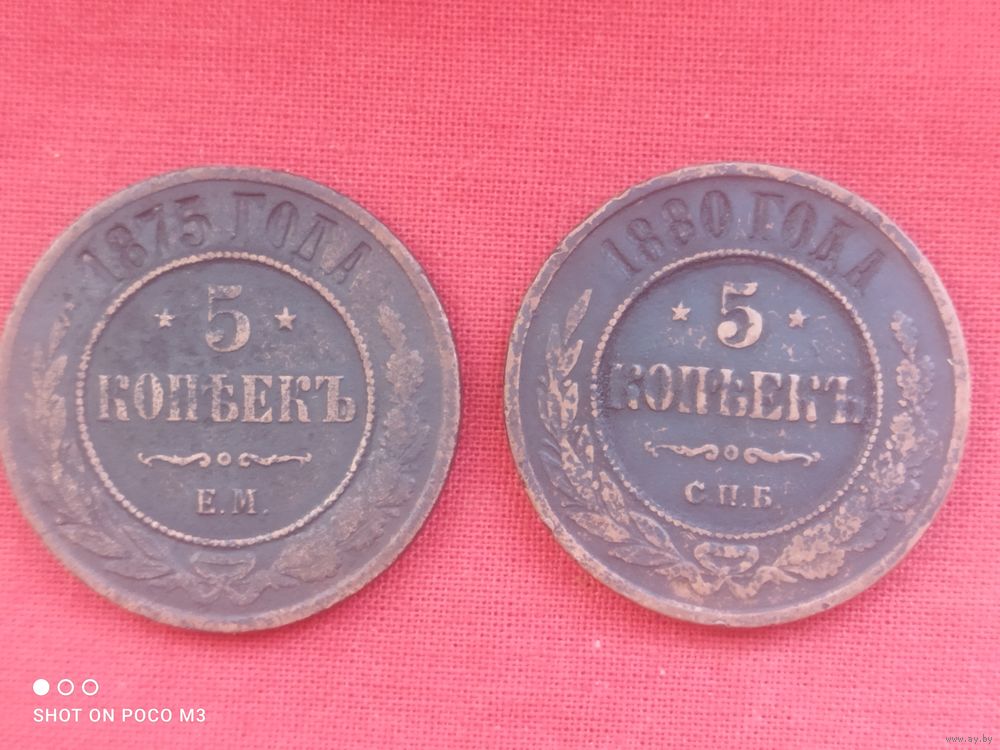 1875 ГОДА
* 5 *
КОПѢЕКЪ
Е.М.
1880 ГОДА
* 5 *
КОПѢЕКЪ
С.П.Б.
SHOT ON POCO M3
www.ay.by